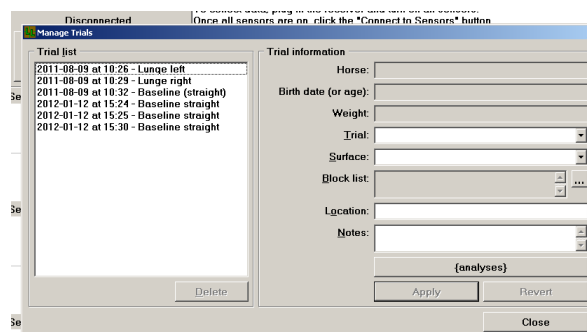 To collect data, plug in the receiver and turn on all sensors.
Disconnected
Once all sensors are on, click the "Connect to Sensors" button
Manage Trials
Trial list
2011-08-09 at 10:26 - Lunge left
2011-08-09 at 10:29 - Lunge right
2011-08-09 at 10:32 - Baseline (straight)
2012-01-12 at 15:24 - Baseline straight
2012-01-12 at 15:25 - Baseline straight
2012-01-12 at 15:30 - Baseline straight
Delete
Trial information
Horse:
Birth date (or age):
Weight:
Trial:
Surface:
Block list:
...
Location:
Notes:
{analyses}
Apply
Revert
Close
Se
Se
Se